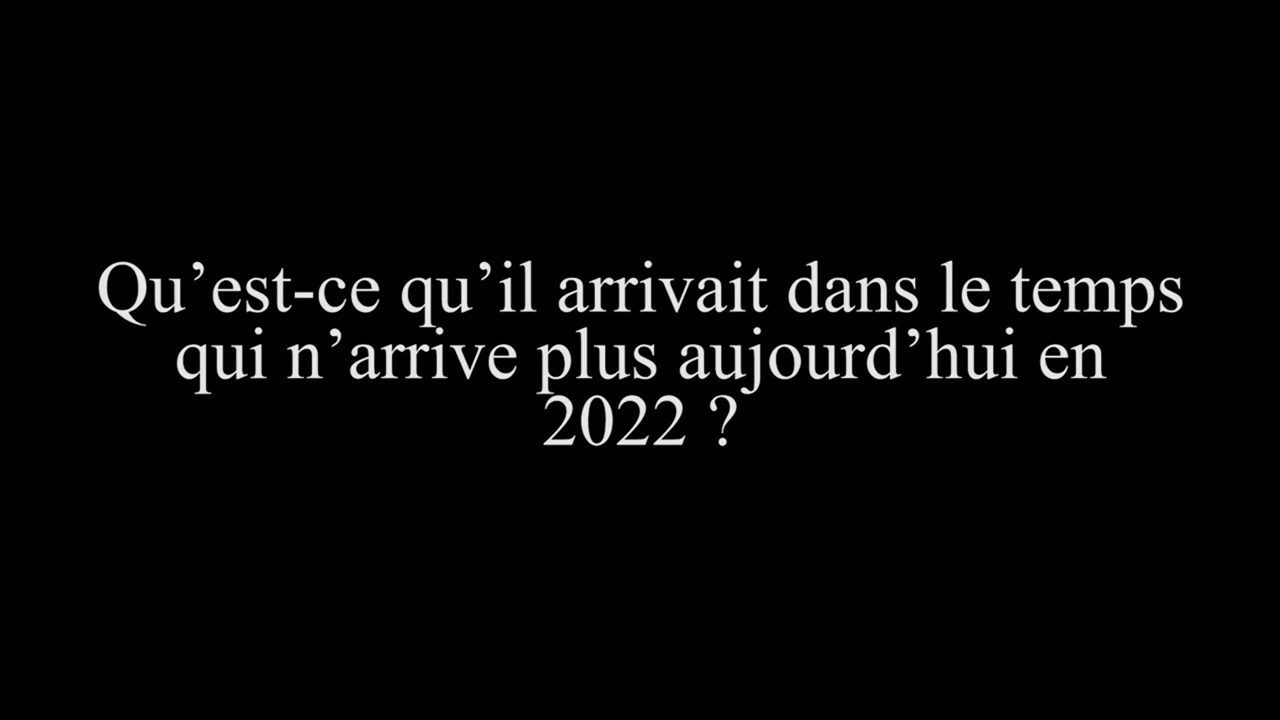 Qu’est-ce qu’il arrivait dans le temps
qui n’arrive plus aujourd’hui en
2022 ?